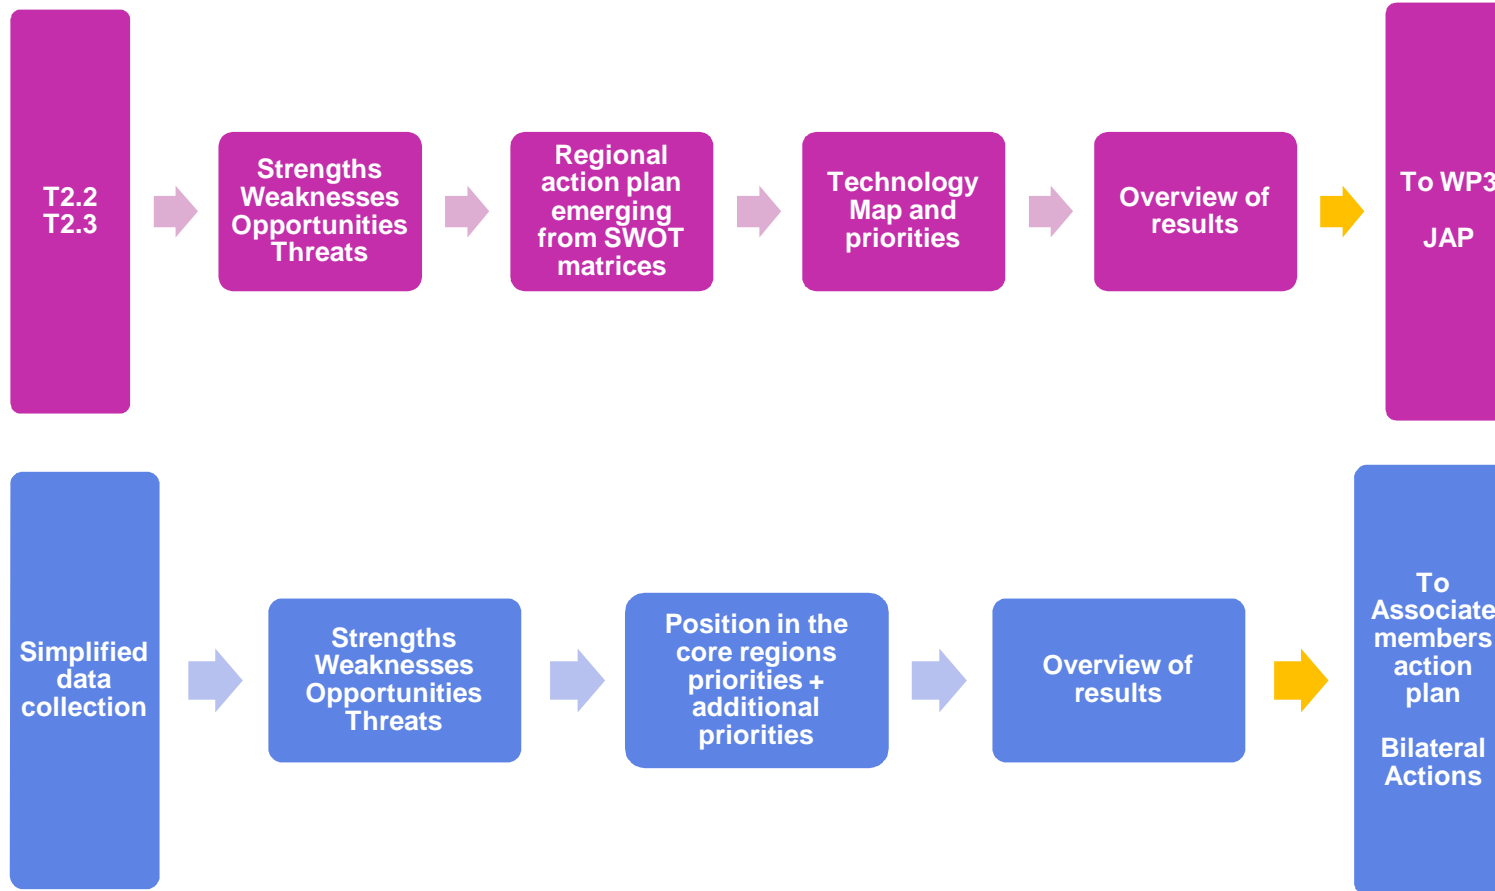 T2.2
T2.3
Strengths
Weaknesses
Opportunities
Threats
Regional
action plan
emerging
from SWOT
matrices
Technology
Map and
priorities
Overview of
results
To WP3
JAP
Simplified
data
collection
Strengths
Weaknesses
Opportunities
Threats
Position in the
core regions
priorities +
additional
priorities
Overview of
results
To
Associate
members
action
plan
Bilateral
Actions